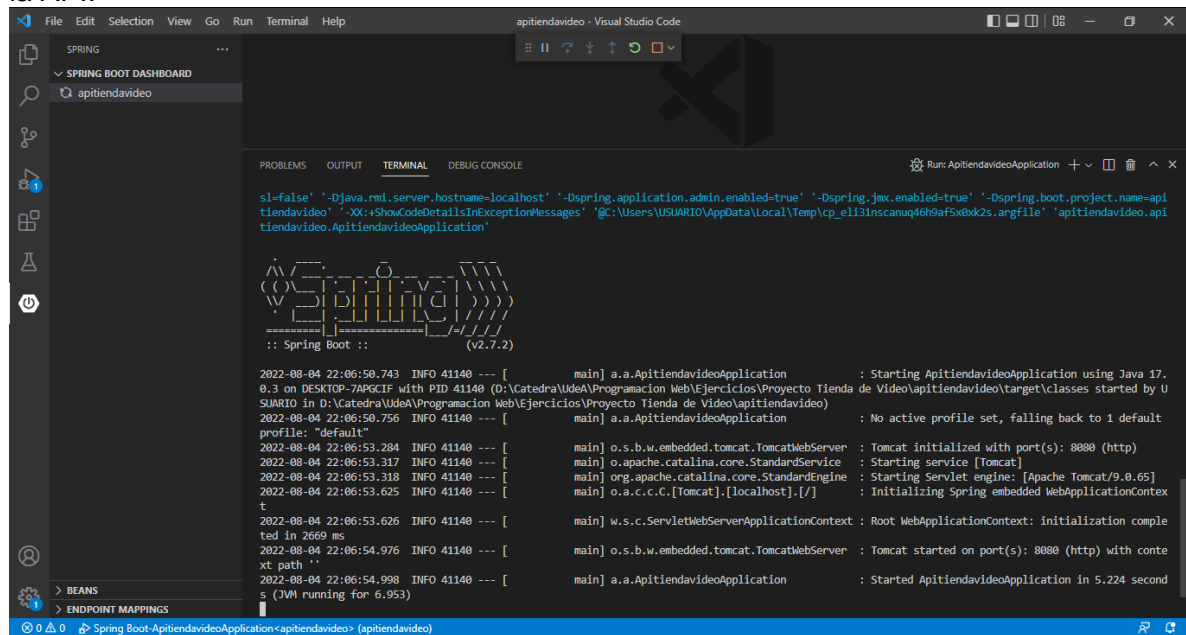 la API.
File Edit Selection View Go Run Terminal Help apitiendavideo - Visual Studio Code
SPRING ...
SPRING BOOT DASHBOARD
apitiendavideo
PROBLEMS OUTPUT TERMINAL DEBUG CONSOLE Run: ApitiendavideoApplication
sl=false' '-Djava.rmi.server.hostname=localhost' '-Dspring.application.admin.enabled=true' '-Dspring.jmx.enabled=true' '-Dspring.boot.project.name=api
tiendavideo' '-XX:+ShowCodeDetailsInExceptionMessages' '@C:\Users\USUARIO\AppData\Local\Temp\cp_eli31nscanuq46h9af5x0xk2s.argfile' 'apitiendavideo.api
tiendavideo.ApitiendavideoApplication'
Spring
:: Spring Boot :: (v2.7.2)
2022-08-04 22:06:50.743 INFO 41140 --- [ main] a.a.ApitiendavideoApplication : Starting ApitiendavideoApplication using Java 17.
0.3 on DESKTOP-7APGCIF with PID 41140 (D:\Catedra\UdeA\Programacion Web\Ejercicios\Proyecto Tienda de Video\apitiendavideo\target\classes started by U
SUARIO in D:\Catedra\UdeA\Programacion Web\Ejercicios\Proyecto Tienda de Video\apitiendavideo)
2022-08-04 22:06:50.756 INFO 41140 --- [ main] a.a.ApitiendavideoApplication : No active profile set, falling back to 1 default
profile: "default"
2022-08-04 22:06:53.284 INFO 41140 --- [ main] o.s.b.w.embedded.tomcat.TomcatWebServer : Tomcat initialized with port(s): 8080 (http)
2022-08-04 22:06:53.317 INFO 41140 --- [ main] o.apache.catalina.core.StandardService : Starting service [Tomcat]
2022-08-04 22:06:53.318 INFO 41140 --- [ main] org.apache.catalina.core.StandardEngine : Starting Servlet engine: [Apache Tomcat/9.0.65]
2022-08-04 22:06:53.625 INFO 41140 --- [ main] o.a.c.c.C.[Tomcat].[localhost].[/] : Initializing Spring embedded WebApplicationContex
t
2022-08-04 22:06:53.626 INFO 41140 --- [ main] w.s.c.ServletWebServerApplicationContext : Root WebApplicationContext: initialization comple
ted in 2669 ms
2022-08-04 22:06:54.976 INFO 41140 --- [ main] o.s.b.w.embedded.tomcat.TomcatWebServer : Tomcat started on port(s): 8080 (http) with conte
xt path ''
2022-08-04 22:06:54.998 INFO 41140 --- [ main] a.a.ApitiendavideoApplication : Started ApitiendavideoApplication in 5.224 second
s (JVM running for 6.953)
BEANS
ENDPOINT MAPPINGS
1
1
0 0 Spring Boot-ApitiendavideoApplication<apitiendavideo> (apitiendavideo)